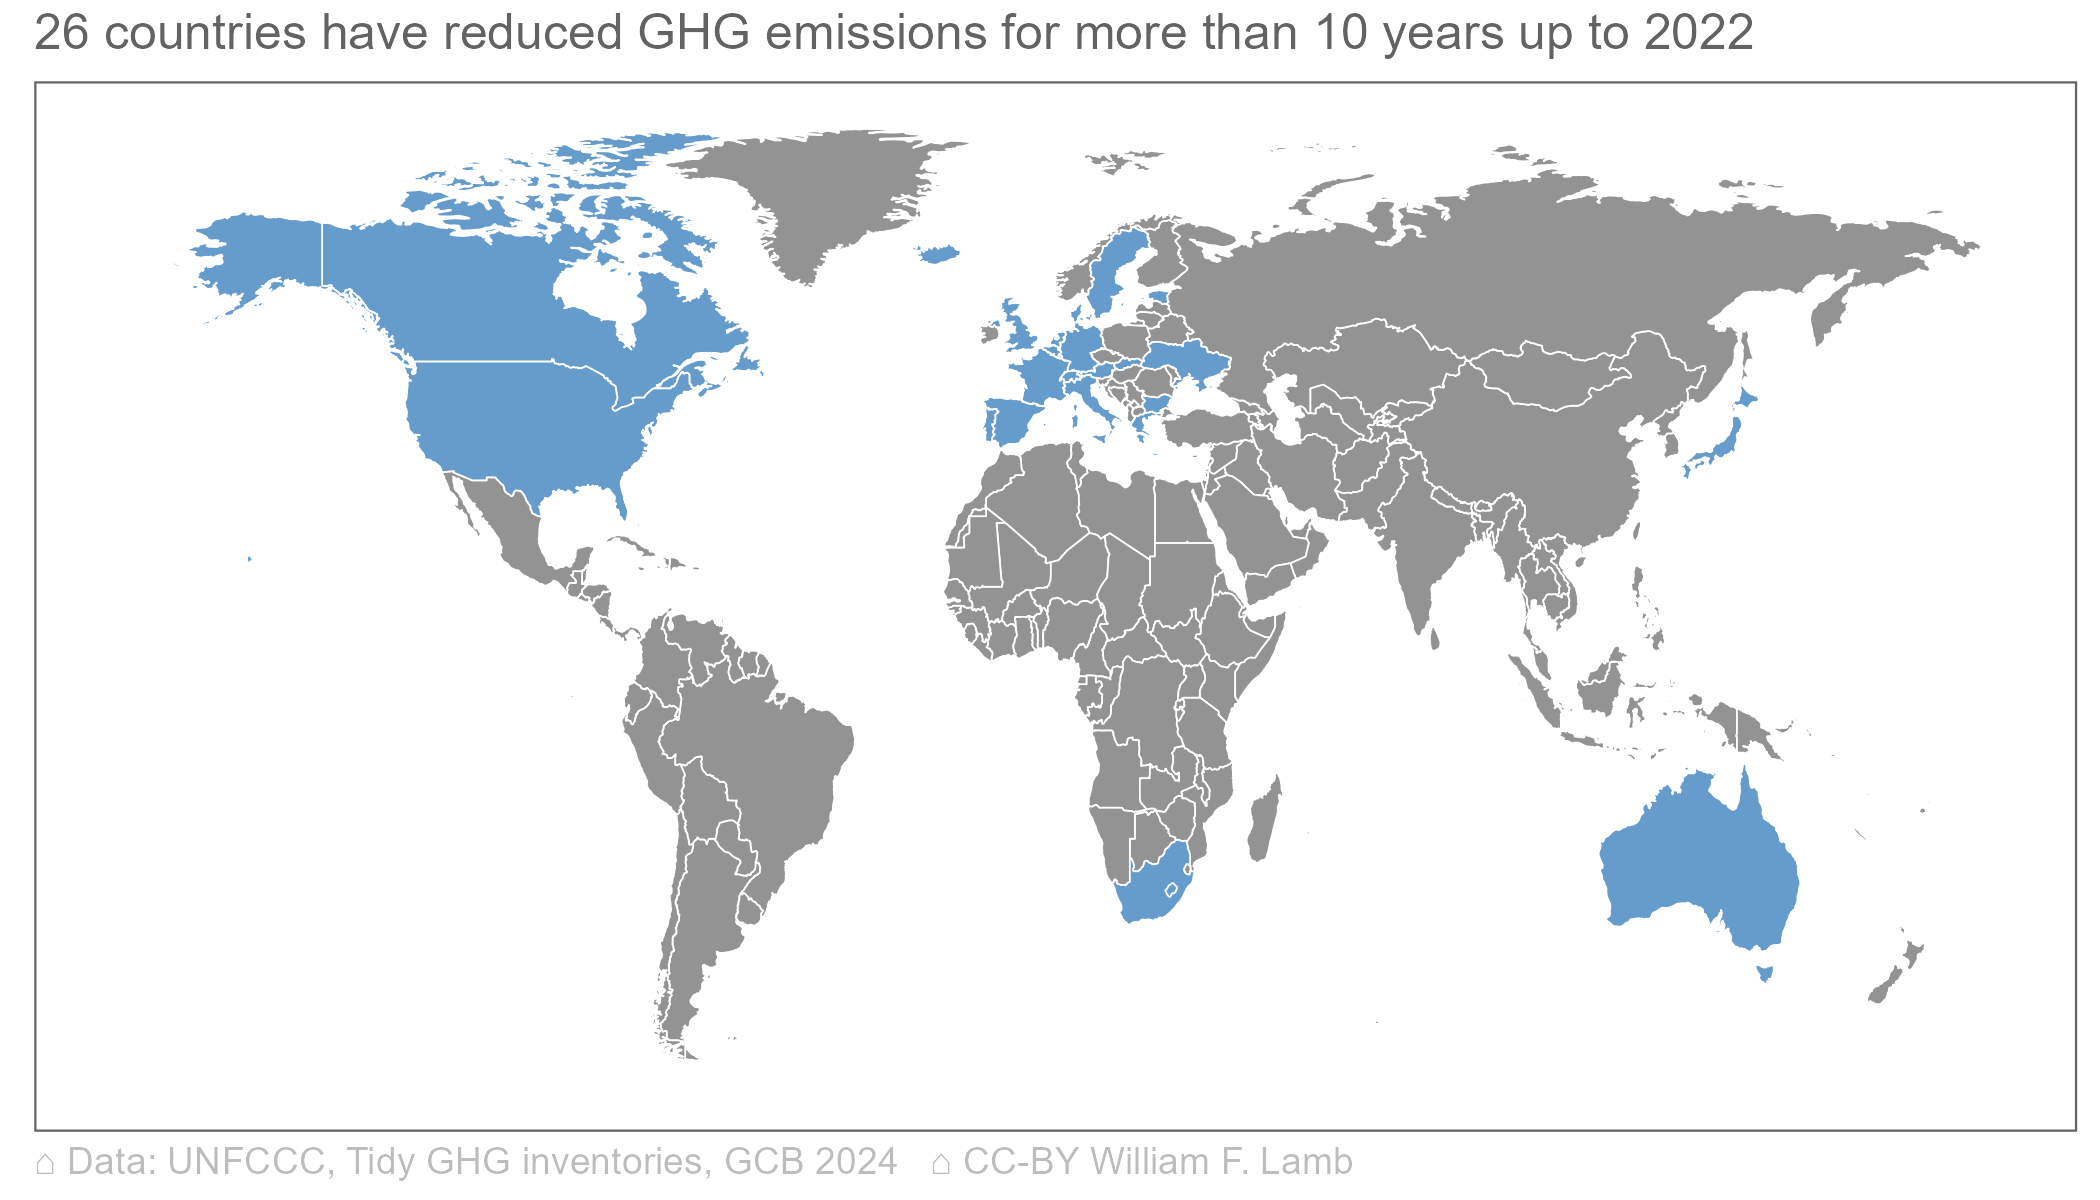 26 countries have reduced GHG emissions for more than 10 years up to 2022
⌂ Data: UNFCCC, Tidy GHG inventories, GCB 2024 ⌂ CC-BY William F. Lamb